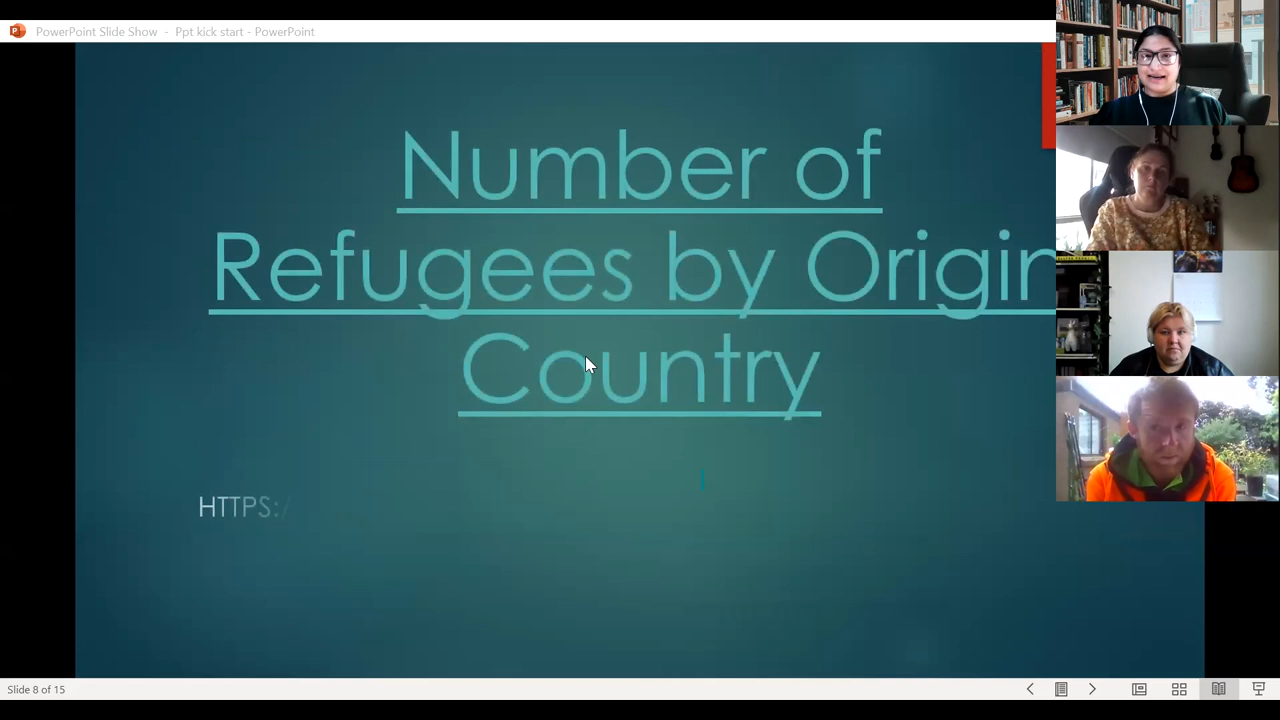 PowerPoint Slide Show - Ppt kick start - PowerPoint
Number of
Refugees by Origin
Country
HTTPS:/
Slide 8 of 15